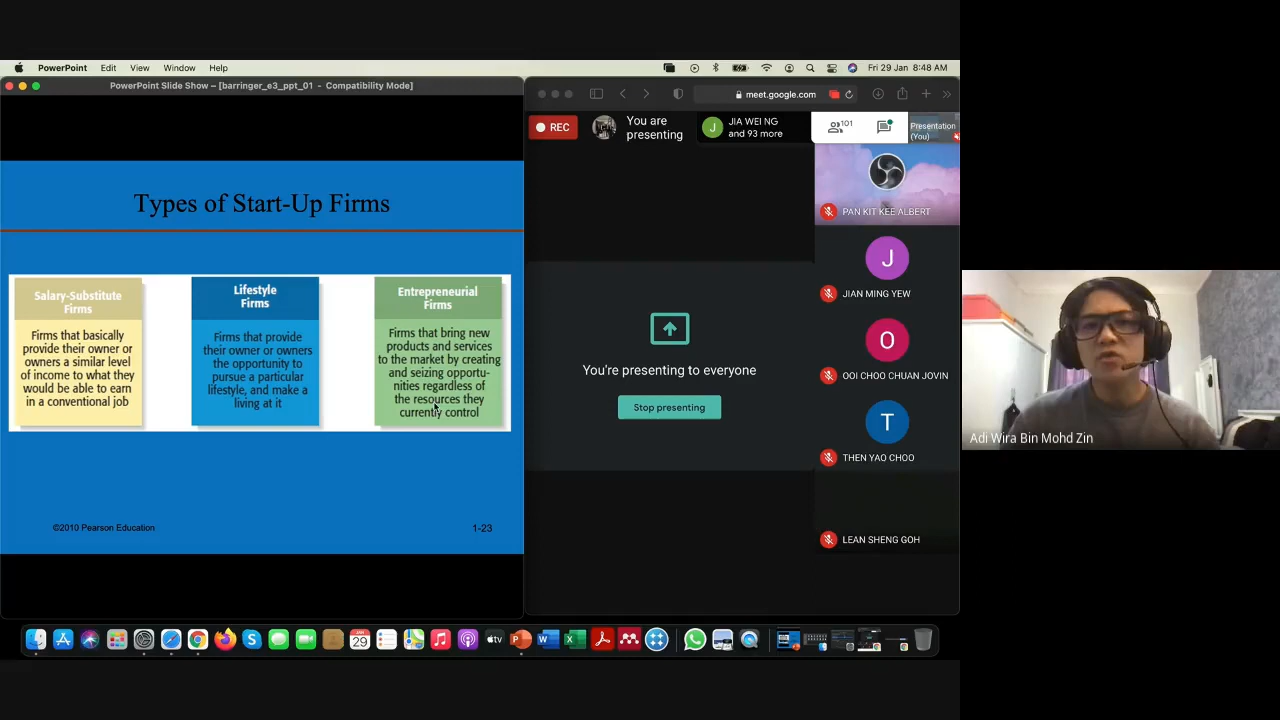 PowerPoint Edit View Window Help
Fri 29 Jan 8:48 AM
PowerPoint Slide Show – [barringer_e3_ppt_01 - Compatibility Mode]
Types of Start-Up Firms
Salary-Substitute
Firms
Firms that basically
provide their owner or
owners a similar level
of income to what they
would be able to earn
in a conventional job
Lifestyle
Firms
Firms that provide
their owner or owners
the opportunity to
pursue a particular
lifestyle, and make a
living at it
Entrepreneurial
Firms
Firms that bring new
products and services
to the market by creating
and seizing opportu-
nities regardless of
the resources they
currently control
©2010 Pearson Education
1-23
meet.google.com
REC
You are
presenting
J
JIA WEI NG
and 93 more
101
Presentation
(You)
You're presenting to everyone
Stop presenting
PAN KIT KEE ALBERT
J
JIAN MING YEW
O
OOI CHOO CHUAN JOVIN
T
THEN YAO CHOO
LEAN SHENG GOH
Adi Wira Bin Mohd Zin
JAN
29
tv